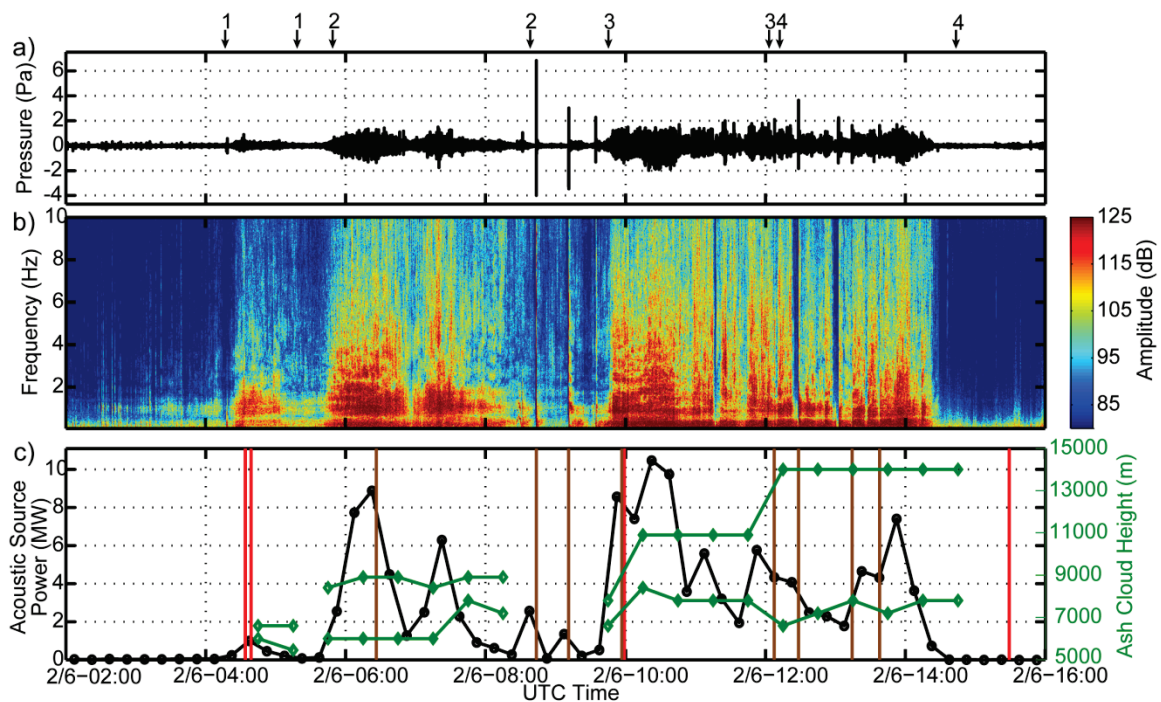 1 1 2 2 3 34 4
a)
6
4
2
0
-2
-4
Pressure (Pa)
b)
10
8
6
4
2
Frequency (Hz)
125
115
105
95
85
Amplitude (dB)
c)
10
8
6
4
2
0
Acoustic Source
Power (MW)
15000
13000
11000
9000
7000
5000
Ash Cloud Height (m)
2/6-02:00 2/6-04:00 2/6-06:00 2/6-08:00 2/6-10:00 2/6-12:00 2/6-14:00 2/6-16:00
UTC Time